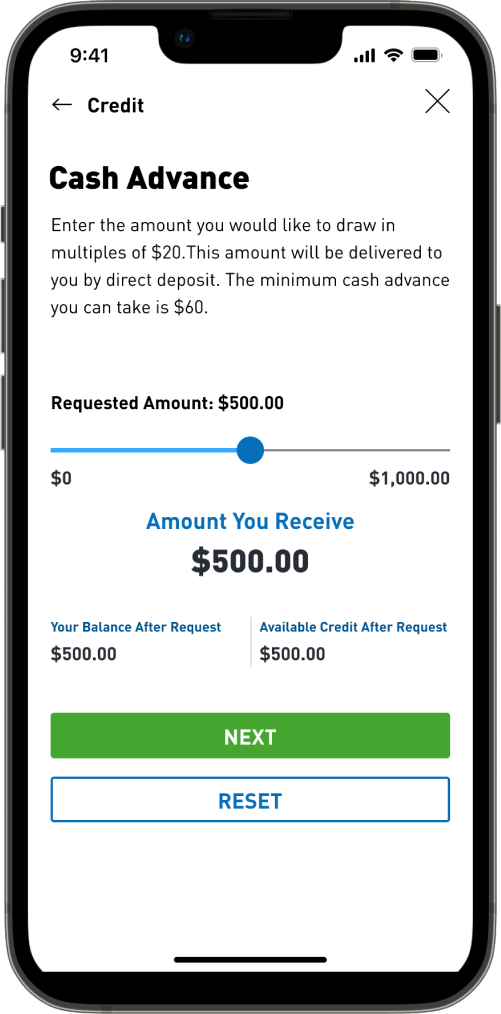 9:41
Credit
Cash Advance
Enter the amount you would like to draw in
multiples of $20.This amount will be delivered to
you by direct deposit. The minimum cash advance
you can take is $60.
Requested Amount: $500.00
$0 $1,000.00
Amount You Receive
$500.00
Your Balance After Request Available Credit After Request
$500.00 $500.00
NEXT
RESET